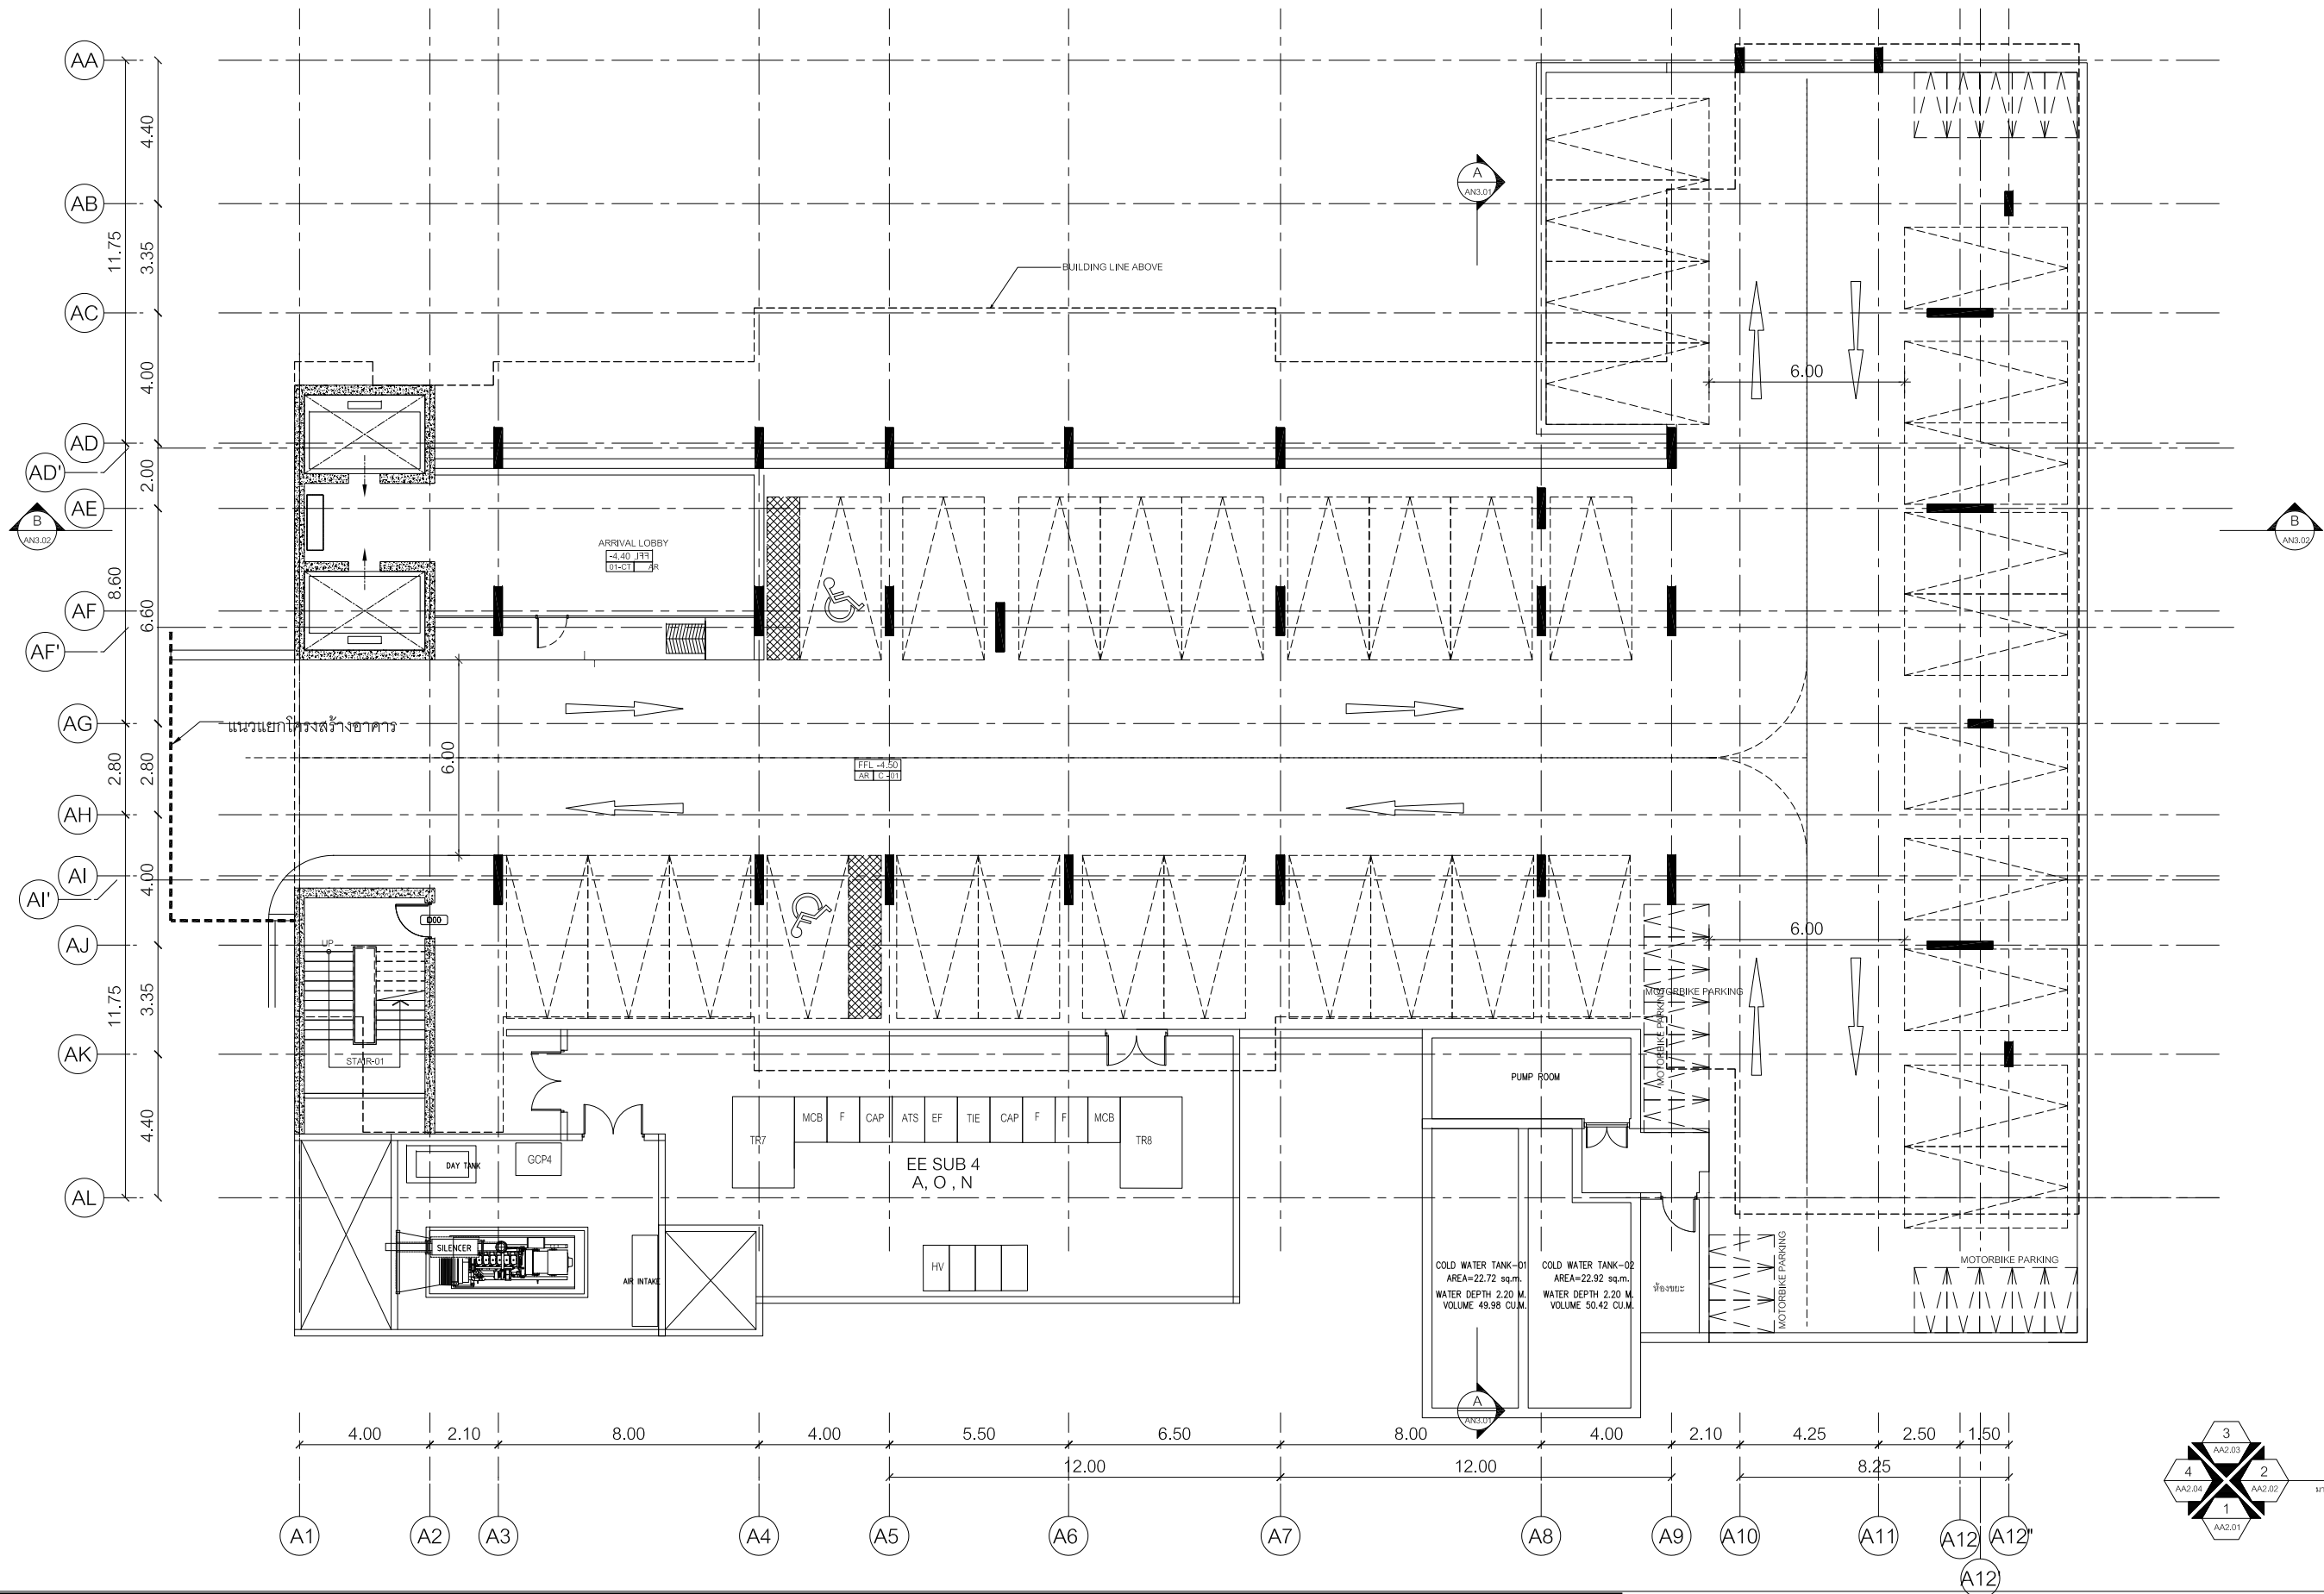 AA
AB
AC
AD
AD'
AE
B
AN3.02
AF
AF'
AG
AH
AI
AI'
AJ
AK
AL
4.40
3.35
11.75
4.00
2.00
8.60
6.60
2.80
2.80
4.00
3.35
11.75
4.40
A
AN3.01
BUILDING LINE ABOVE
6.00
B
AN3.02
ARRIVAL LOBBY
-4.40
01-CT AR
แนวแยกโครงสร้างอาคาร
6.00
FFL -4.50
AR C-01
6.00
UP
STAIR-01
MOTORBIKE PARKING
MOTORBIKE PARKING
PUMP ROOM
TR7
MCB
F
CAP
ATS
EF
TIE
CAP
F
F
MCB
TR8
EE SUB 4
A, O , N
DAY TANK
GCP4
SILENCER
AIR INTAKE
HV
COLD WATER TANK-01
AREA=22.72 sq.m.
WATER DEPTH 2.20 M.
VOLUME 49.98 CU.M.
COLD WATER TANK-02
AREA=22.92 sq.m.
WATER DEPTH 2.20 M.
VOLUME 50.42 CU.M.
ห้องขยะ
MOTORBIKE PARKING
MOTORBIKE PARKING
A
AN3.01
4.00
2.10
8.00
4.00
5.50
6.50
8.00
4.00
2.10
4.25
2.50
1.50
12.00
12.00
8.25
3
AA2.03
4
AA2.04
2
AA2.02
1
AA2.01
A1
A2
A3
A4
A5
A6
A7
A8
A9
A10
A11
A12
A12"
A12